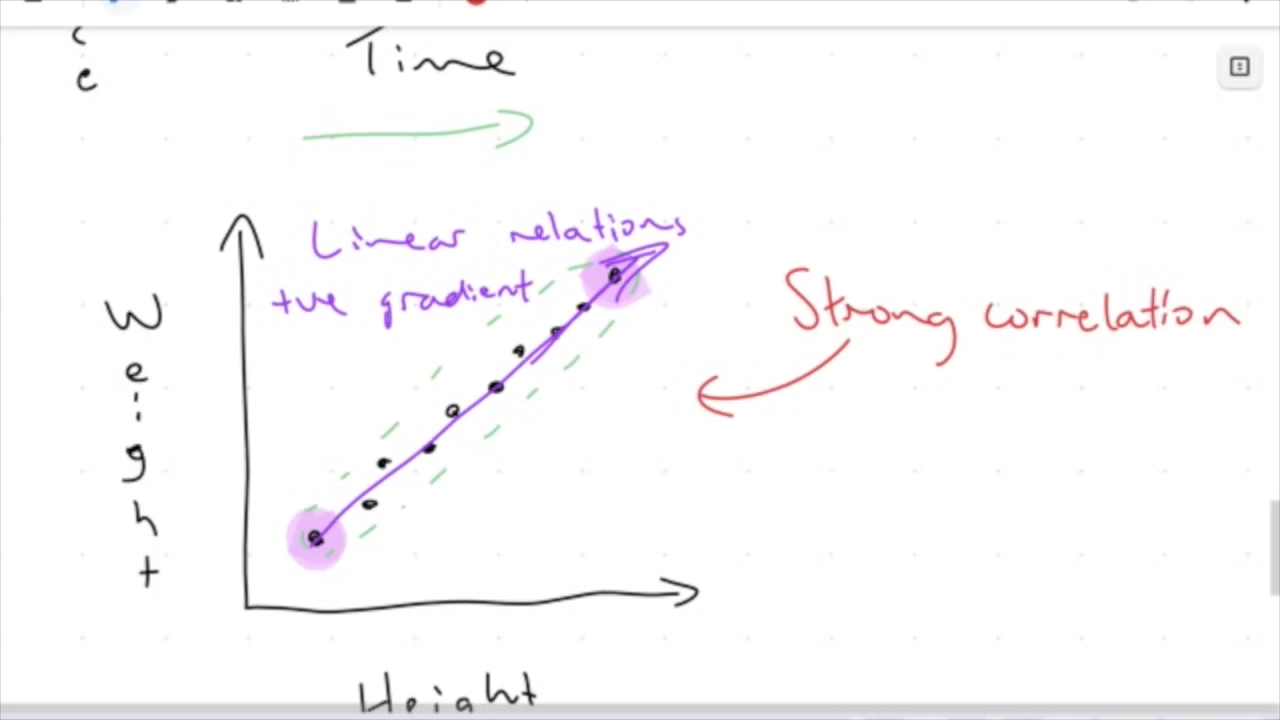 c
e
Time
Linear relations
+ve gradient
Strong correlation
Weight
Height